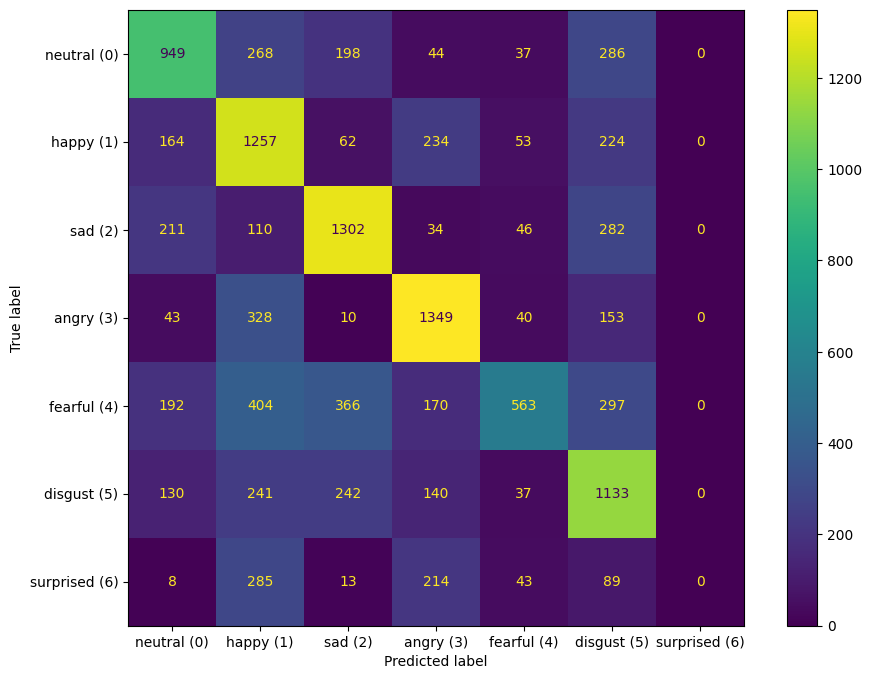 neutral (0) 949 268 198 44 37 286 0
happy (1) 164 1257 62 234 53 224 0
sad (2) 211 110 1302 34 46 282 0
angry (3) 43 328 10 1349 40 153 0
fearful (4) 192 404 366 170 563 297 0
disgust (5) 130 241 242 140 37 1133 0
surprised (6) 8 285 13 214 43 89 0
neutral (0) happy (1) sad (2) angry (3) fearful (4) disgust (5) surprised (6)
Predicted label
True label
1200
1000
800
600
400
200
0